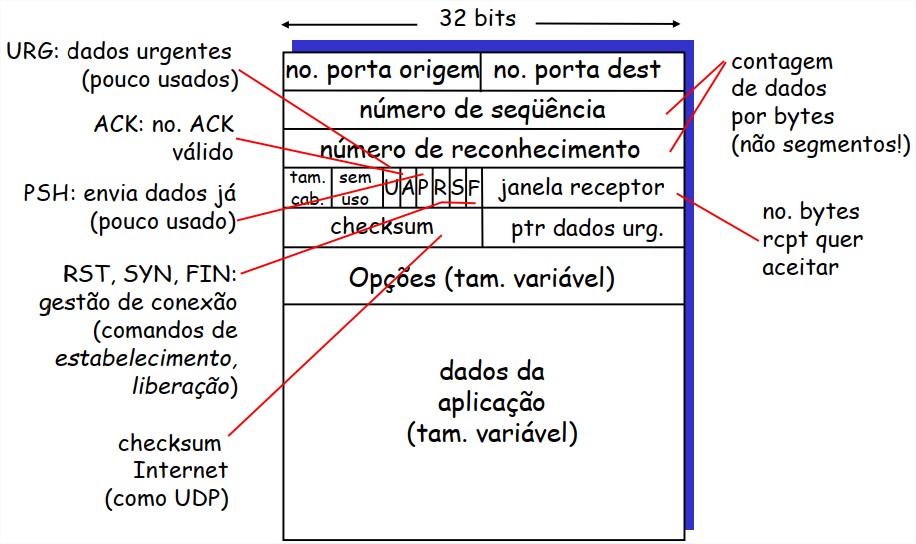 32 bits
URG: dados urgentes
(pouco usados)
ACK: no. ACK
válido
PSH: envia dados já
(pouco usado)
RST, SYN, FIN:
gestão de conexão
(comandos de
estabelecimento,
liberação)
checksum
Internet
(como UDP)
no. porta origem
no. porta dest
número de seqüência
número de reconhecimento
tam.
cab.
sem
uso
U A P R S F
janela receptor
checksum
ptr dados urg.
Opções (tam. variável)
dados da
aplicação
(tam. variável)
contagem
de dados
por bytes
(não segmentos!)
no. bytes
rcpt quer
aceitar